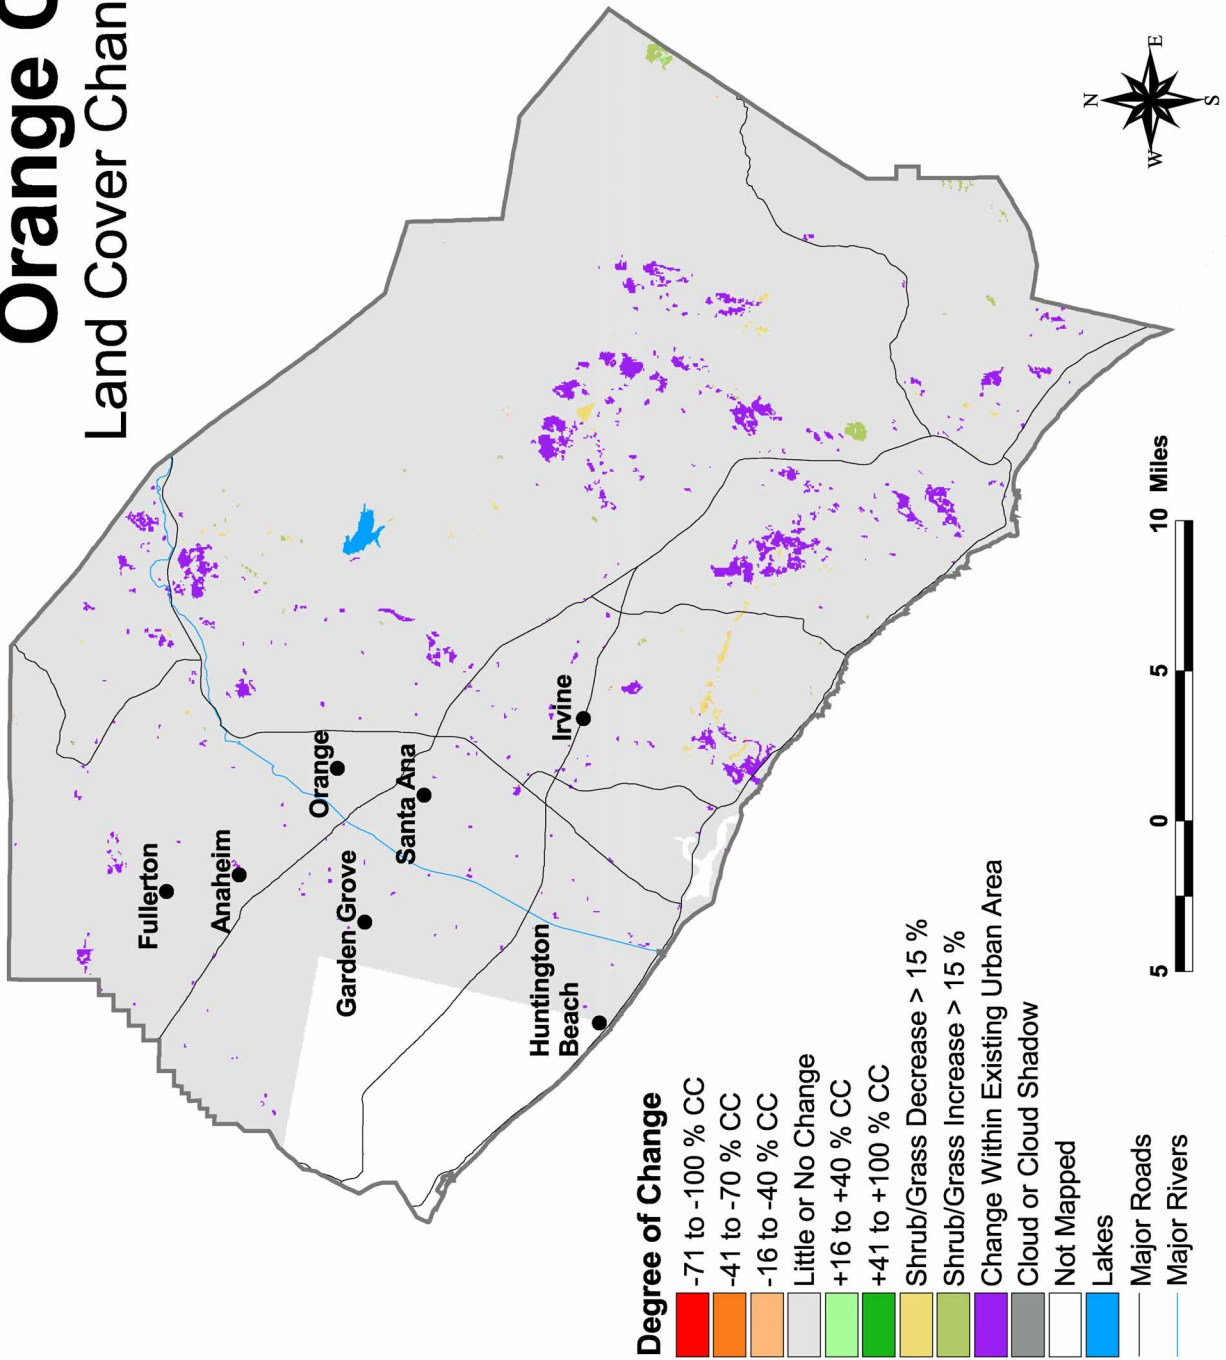 Orange C
Land Cover Chan
N
W
E
S
Fullerton
Anaheim
Orange
Santa Ana
Garden Grove
Irvine
Huntington
Beach
Degree of Change
-71 to -100 % CC
-41 to -70 % CC
-16 to -40 % CC
Little or No Change
+16 to +40 % CC
+41 to +100 % CC
Shrub/Grass Decrease > 15 %
Shrub/Grass Increase > 15 %
Change Within Existing Urban Area
Cloud or Cloud Shadow
Not Mapped
Lakes
Major Roads
Major Rivers
5 0 5 10 Miles